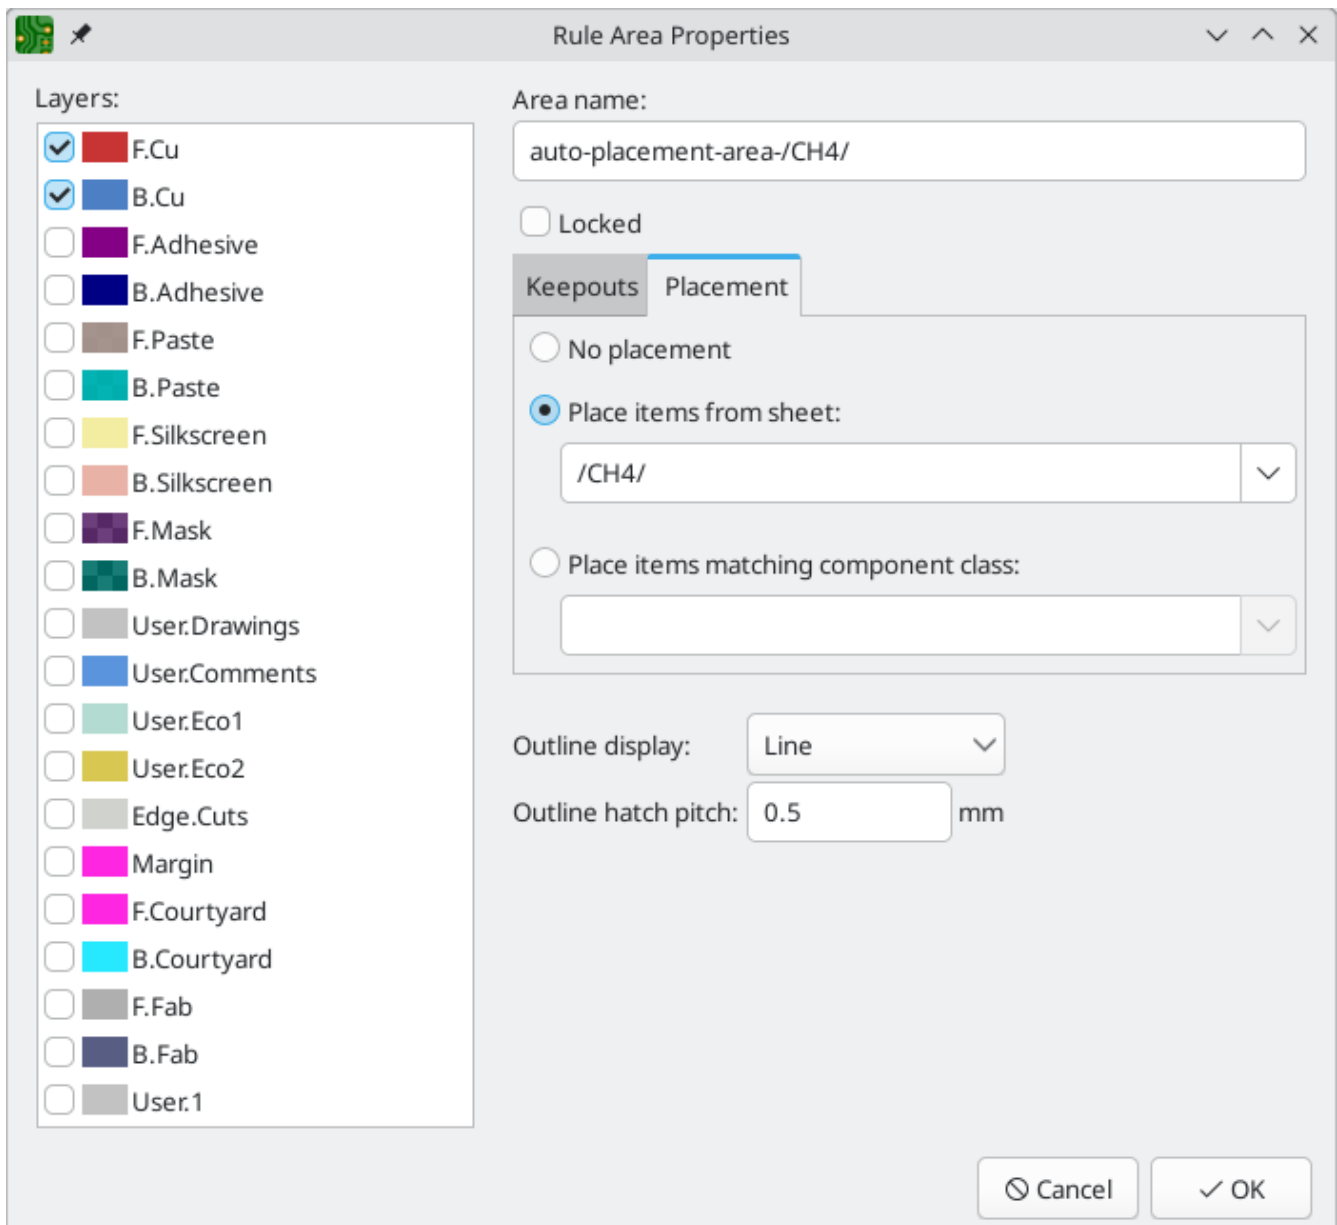 Rule Area Properties
Layers:
F.Cu
B.Cu
F.Adhesive
B.Adhesive
F.Paste
B.Paste
F.Silkscreen
B.Silkscreen
F.Mask
B.Mask
User.Drawings
User.Comments
User.Eco1
User.Eco2
Edge.Cuts
Margin
F.Courtyard
B.Courtyard
F.Fab
B.Fab
User.1
Area name:
auto-placement-area-/CH4/
Locked
Keepouts Placement
No placement
Place items from sheet:
/CH4/
Place items matching component class:
Outline display: Line
Outline hatch pitch: 0.5 mm
Cancel OK